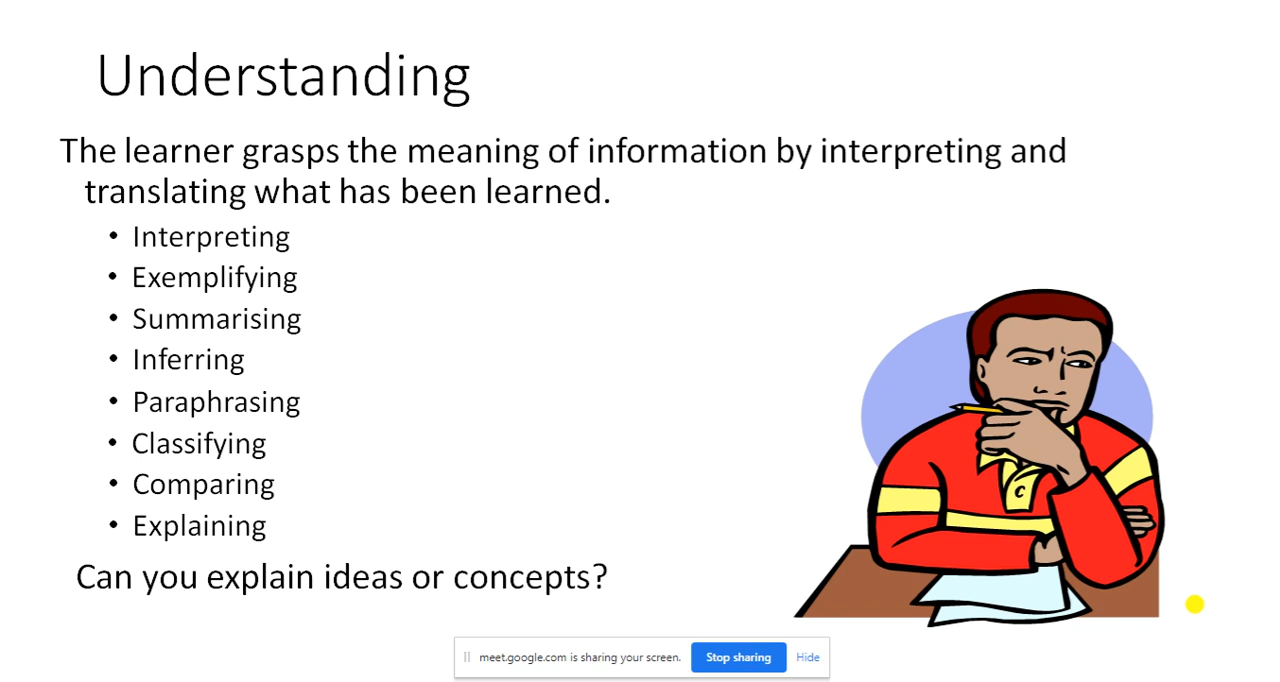 Understanding
The learner grasps the meaning of information by interpreting and
translating what has been learned.
• Interpreting
• Exemplifying
• Summarising
• Inferring
• Paraphrasing
• Classifying
• Comparing
• Explaining
C
Can you explain ideas or concepts?
meet.google.com is sharing your screen. Stop sharing Hide